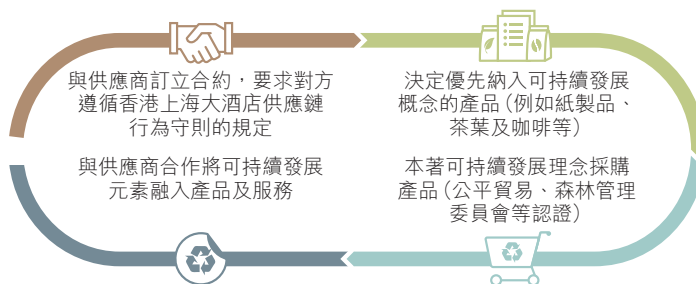 與供應商訂立合約，要求對方
遵循香港上海大酒店供應鏈
行為守則的規定
決定優先納入可持續發展
概念的產品（例如紙製品、
茶葉及咖啡等）
與供應商合作將可持續發展
元素融入產品及服務
本著可持續發展理念採購
產品（公平貿易、森林管理
委員會等認證）